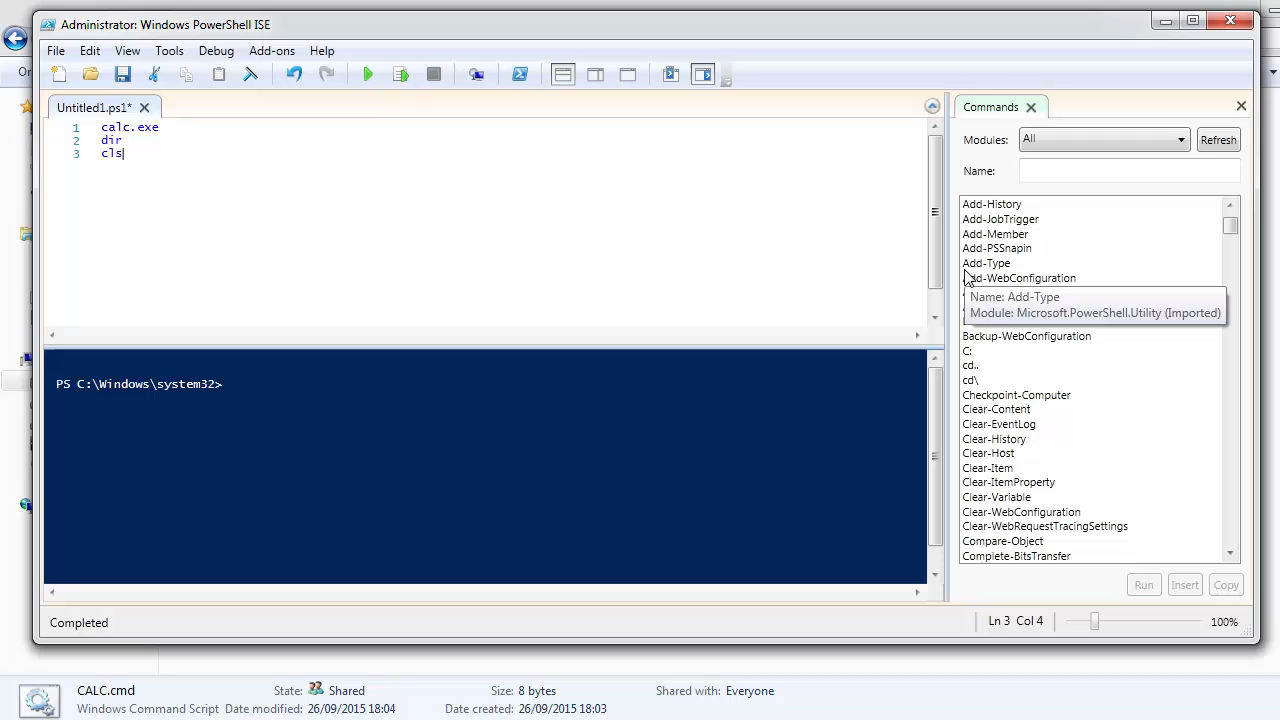 Administrator: Windows PowerShell ISE
File Edit View Tools Debug Add-ons Help
Untitled1.ps1*
1 calc.exe
2 dir
3 cls
PS C:\Windows\system32>
Completed
Ln 3 Col 4
100%
Commands
Modules: All Refresh
Name:
Add-History
Add-JobTrigger
Add-Member
Add-PSSnapin
Add-Type
Add-WebConfiguration
Name: Add-Type
Module: Microsoft.PowerShell.Utility (Imported)
Backup-WebConfiguration
C:
cd..
cd\
Checkpoint-Computer
Clear-Content
Clear-EventLog
Clear-History
Clear-Host
Clear-Item
Clear-ItemProperty
Clear-Variable
Clear-WebConfiguration
Clear-WebRequestTracingSettings
Compare-Object
Complete-BitsTransfer
Run Insert Copy
Or
CALC.cmd State: Shared Size: 8 bytes Shared with: Everyone
Windows Command Script Date modified: 26/09/2015 18:04 Date created: 26/09/2015 18:03